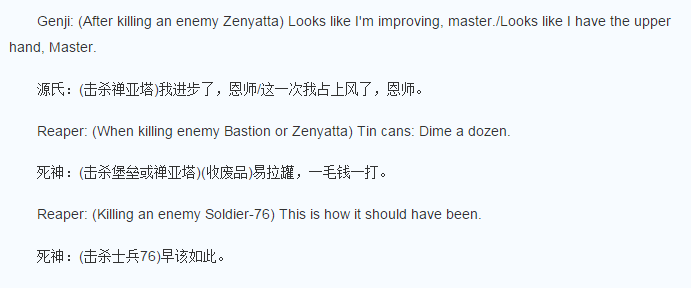 Genji: (After killing an enemy Zenyatta) Looks like I'm improving, master./Looks like I have the upper
hand, Master.
源氏：(击杀禅亚塔)我进步了，恩师/这一次我占上风了，恩师。
Reaper: (When killing enemy Bastion or Zenyatta) Tin cans: Dime a dozen.
死神：(击杀堡垒或禅亚塔)(收废品)易拉罐，一毛钱一打。
Reaper: (Killing an enemy Soldier-76) This is how it should have been.
死神：(击杀士兵76)早该如此。